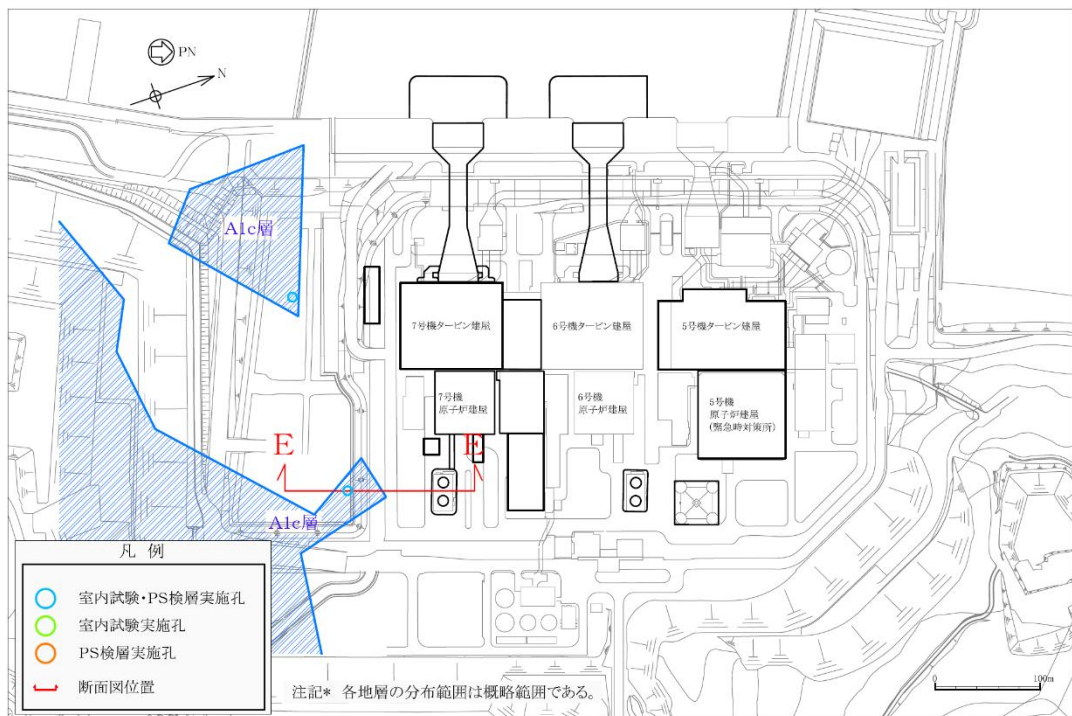 PN
N
A1c層
7号機タービン建屋
6号機タービン建屋
5号機タービン建屋
7号機
原子炉建屋
6号機
原子炉建屋
5号機
原子炉建屋
(緊急時対策所)
E
E
A1c層
凡 例
室内試験・PS検層実施孔
室内試験実施孔
PS検層実施孔
断面図位置
注記* 各地層の分布範囲は概略範囲である。
0
100m